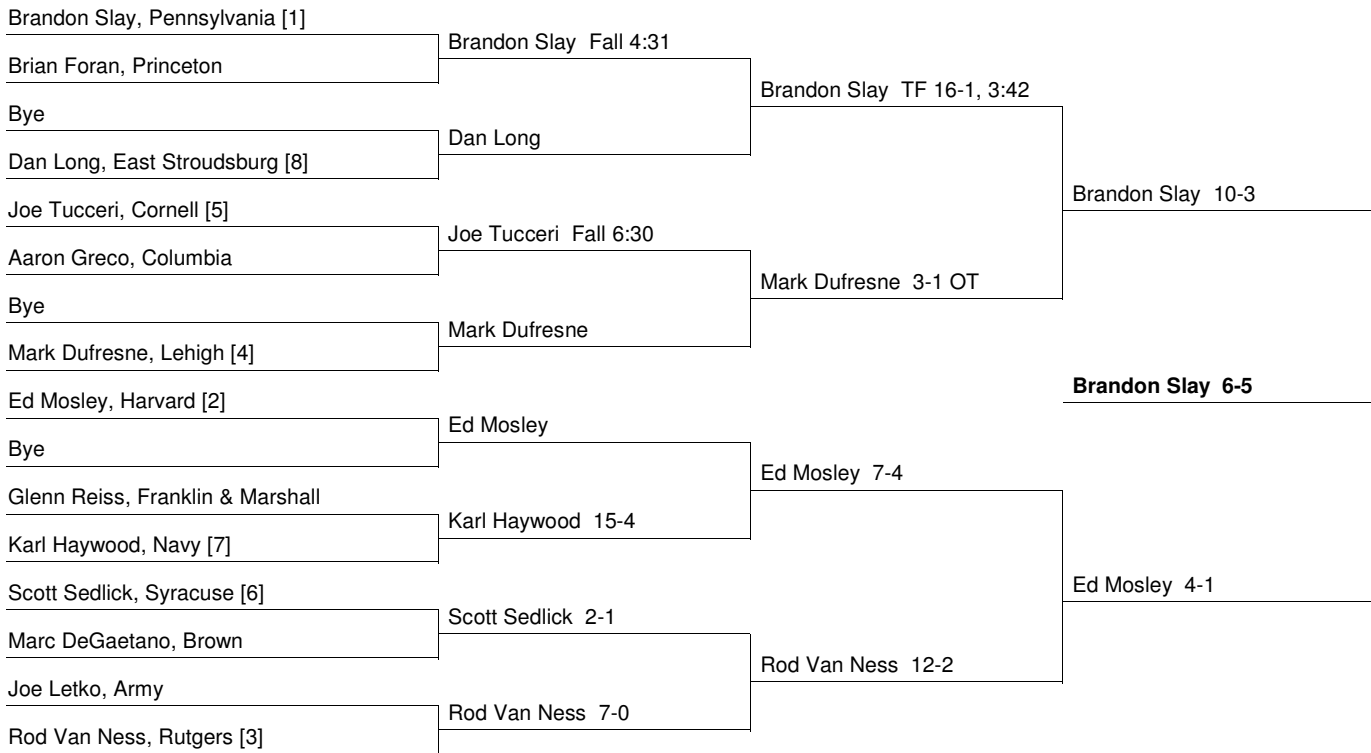 Brandon Slay, Pennsylvania [1]
Brian Foran, Princeton
Bye
Dan Long, East Stroudsburg [8]
Joe Tucceri, Cornell [5]
Aaron Greco, Columbia
Bye
Mark Dufresne, Lehigh [4]
Ed Mosley, Harvard [2]
Bye
Glenn Reiss, Franklin & Marshall
Karl Haywood, Navy [7]
Scott Sedlick, Syracuse [6]
Marc DeGaetano, Brown
Joe Letko, Army
Rod Van Ness, Rutgers [3]
Brandon Slay Fall 4:31
Dan Long
Joe Tucceri Fall 6:30
Mark Dufresne
Ed Mosley
Karl Haywood 15-4
Scott Sedlick 2-1
Rod Van Ness 7-0
Brandon Slay TF 16-1, 3:42
Mark Dufresne 3-1 OT
Ed Mosley 7-4
Rod Van Ness 12-2
Brandon Slay 10-3
Brandon Slay 6-5
Ed Mosley 4-1